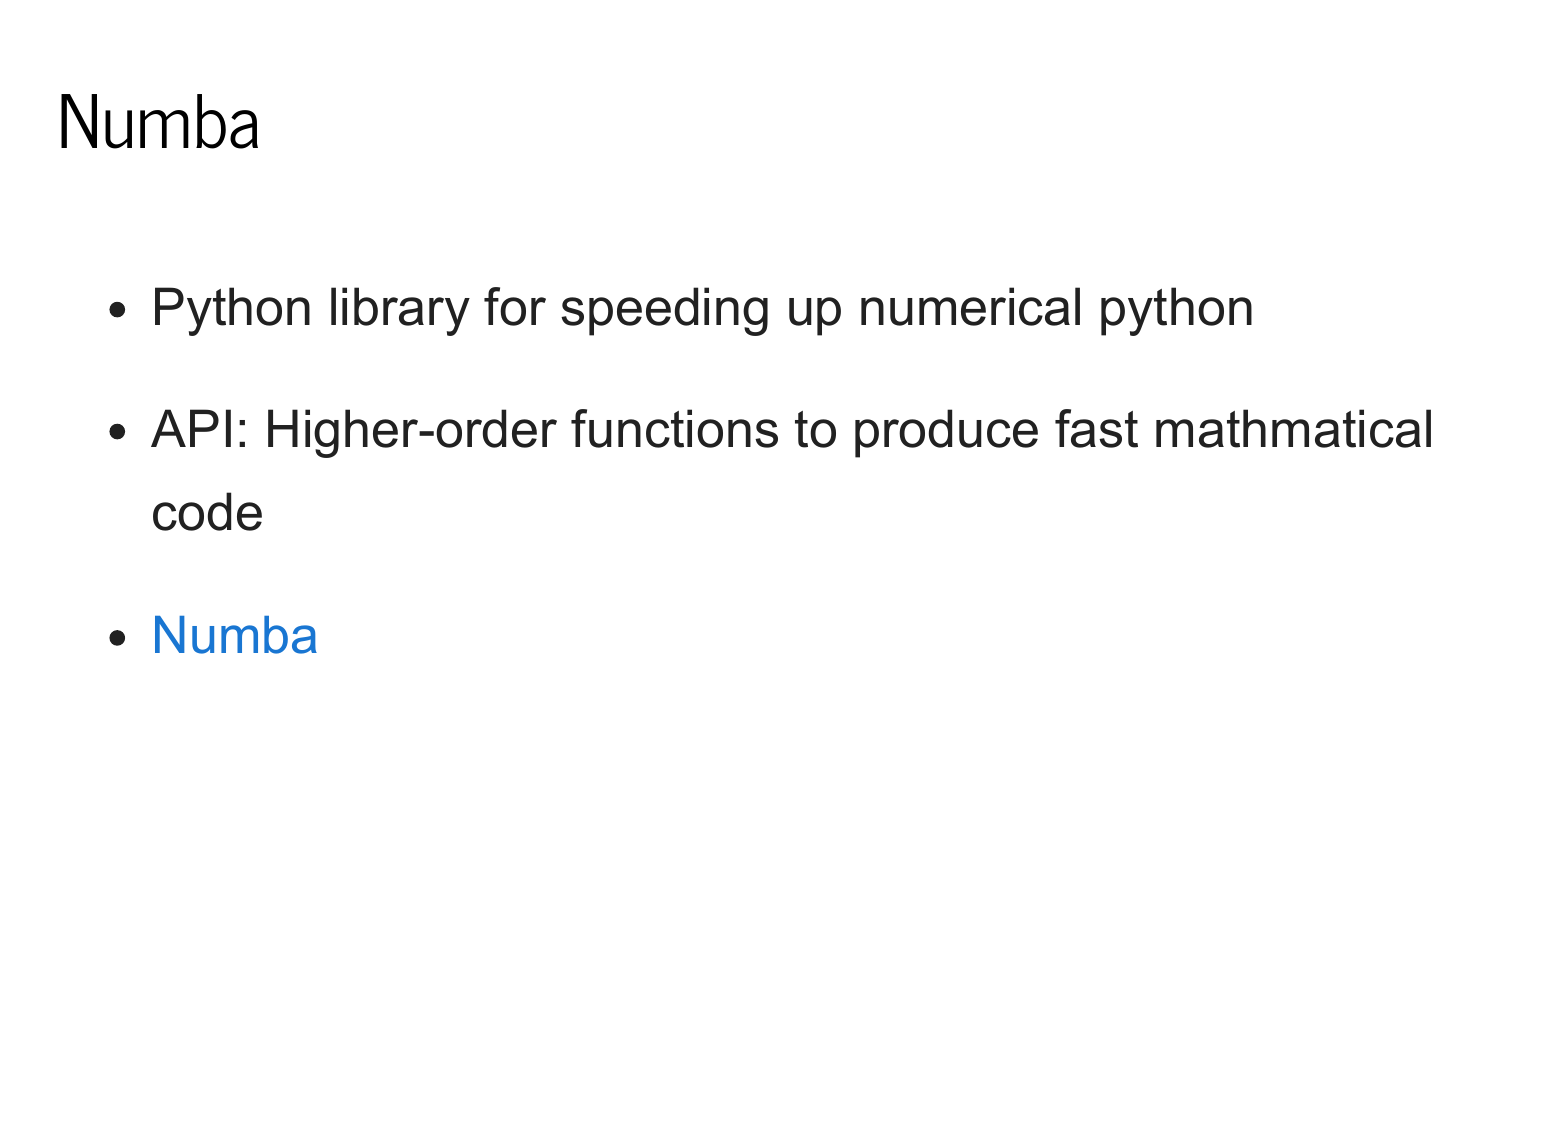 Numba
• Python library for speeding up numerical python
• API: Higher-order functions to produce fast mathmatical
code
• Numba